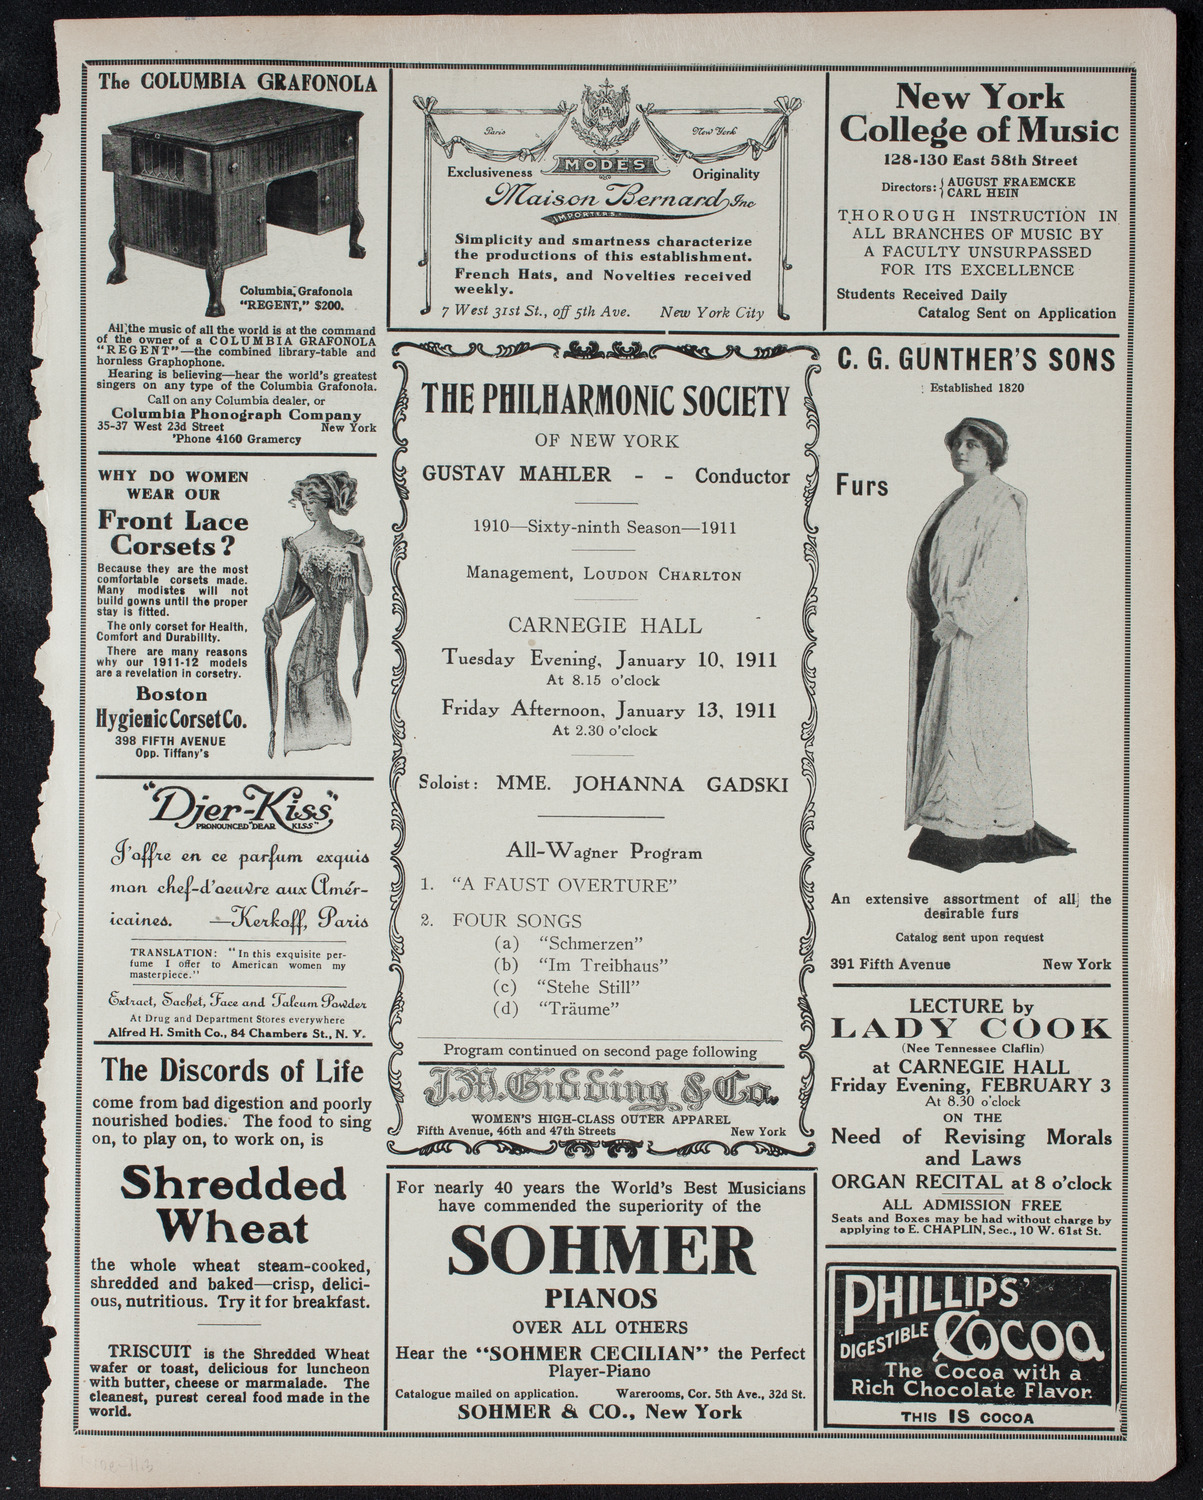 The COLUMBIA GRAFONOLA
Columbia Grafonola
"REGENT," $200.
All the music of all the world is at the command
of the owner of a COLUMBIA GRAFONOLA
"REGENT"—the combined library-table and
hornless Graphophone.
Hearing is believing—hear the world's greatest
singers on any type of the Columbia Grafonola.
Call on any Columbia dealer, or
Columbia Phonograph Company
35-37 West 23d Street New York
'Phone 4160 Gramercy
WHY DO WOMEN
WEAR OUR
Front Lace
Corsets?
Because they are the most
comfortable corsets made.
Many modistes will not
build gowns until the proper
stay is fitted.
The only corset for Health,
Comfort and Durability.
There are many reasons
why our 1911-12 models
are a revelation in corsetry.
Boston
Hygienic Corset Co.
398 FIFTH AVENUE
Opp. Tiffany's
"Djer-Kiss"
PRONOUNCED "DEAR KISS"
J'offre en ce parfum exquis
mon chef-d'oeuvre aux Amér-
icaines. —Kerkoff, Paris
TRANSLATION: "In this exquisite per-
fume I offer to American women my
masterpiece."
Extract, Sachet, Face and Talcum Powder
At Drug and Department Stores everywhere
Alfred H. Smith Co., 84 Chambers St., N. Y.
The Discords of Life
come from bad digestion and poorly
nourished bodies. The food to sing
on, to play on, to work on, is
Shredded
Wheat
the whole wheat steam-cooked,
shredded and baked—crisp, delici-
ous, nutritious. Try it for breakfast.
TRISCUIT is the Shredded Wheat
wafer or toast, delicious for luncheon
with butter, cheese or marmalade. The
cleanest, purest cereal food made in the
world.
Paris New York
MODES
Exclusiveness Originality
Maison Bernard Inc
IMPORTERS
Simplicity and smartness characterize
the productions of this establishment.
French Hats, and Novelties received
weekly.
7 West 31st St., off 5th Ave. New York City
THE PHILHARMONIC SOCIETY
OF NEW YORK
GUSTAV MAHLER - - Conductor
1910—Sixty-ninth Season—1911
Management, LOUDON CHARLTON
CARNEGIE HALL
Tuesday Evening, January 10, 1911
At 8.15 o'clock
Friday Afternoon, January 13, 1911
At 2.30 o'clock
Soloist: MME. JOHANNA GADSKI
All-Wagner Program
1. "A FAUST OVERTURE"
2. FOUR SONGS
(a) "Schmerzen"
(b) "Im Treibhaus"
(c) "Stehe Still"
(d) "Träume"
Program continued on second page following
J.M. Gidding & Co.
WOMEN'S HIGH-CLASS OUTER APPAREL
Fifth Avenue, 46th and 47th Streets New York
For nearly 40 years the World's Best Musicians
have commended the superiority of the
SOHMER
PIANOS
OVER ALL OTHERS
Hear the "SOHMER CECILIAN" the Perfect
Player-Piano
Catalogue mailed on application. Warerooms, Cor. 5th Ave., 32d St.
SOHMER & CO., New York
New York
College of Music
128-130 East 58th Street
Directors: { AUGUST FRAEMCKE
CARL HEIN
THOROUGH INSTRUCTION IN
ALL BRANCHES OF MUSIC BY
A FACULTY UNSURPASSED
FOR ITS EXCELLENCE
Students Received Daily
Catalog Sent on Application
C. G. GUNTHER'S SONS
Established 1820
Furs
An extensive assortment of all the
desirable furs
Catalog sent upon request
391 Fifth Avenue New York
LECTURE by
LADY COOK
(Nee Tennessee Claflin)
at CARNEGIE HALL
Friday Evening, FEBRUARY 3
At 8.30 o'clock
ON THE
Need of Revising Morals
and Laws
ORGAN RECITAL at 8 o'clock
ALL ADMISSION FREE
Seats and Boxes may be had without charge by
applying to E. CHAPLIN, Sec., 10 W. 61st St.
PHILLIPS'
DIGESTIBLE COCOA
The Cocoa with a
Rich Chocolate Flavor.
THIS IS COCOA